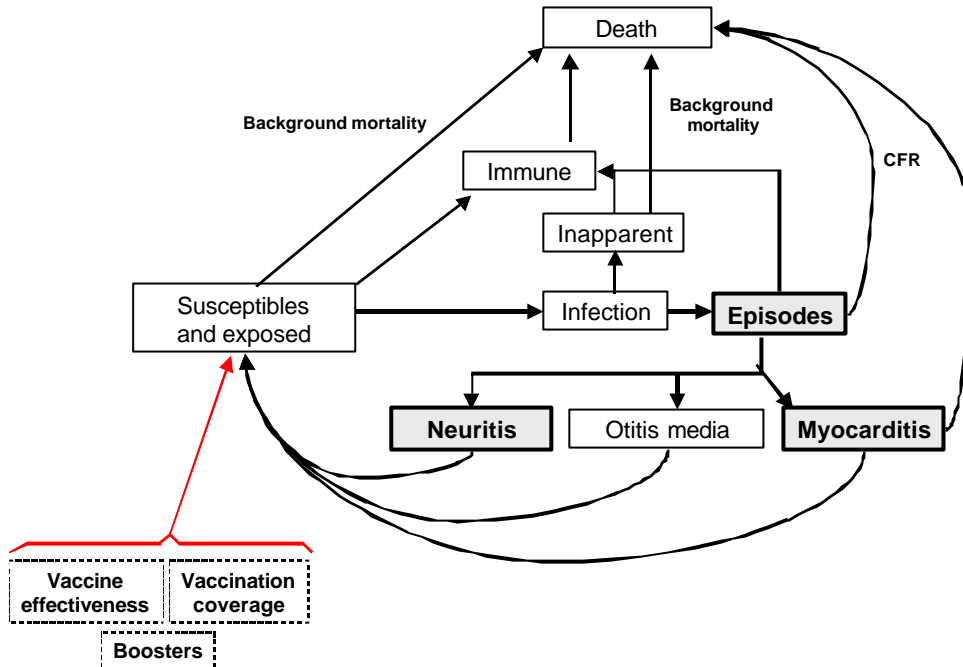 Death
Background mortality
Background
mortality
CFR
Immune
Inapparent
Susceptibles
and exposed
Infection
Episodes
Neuritis
Otitis media
Myocarditis
Vaccine
effectiveness
Vaccination
coverage
Boosters